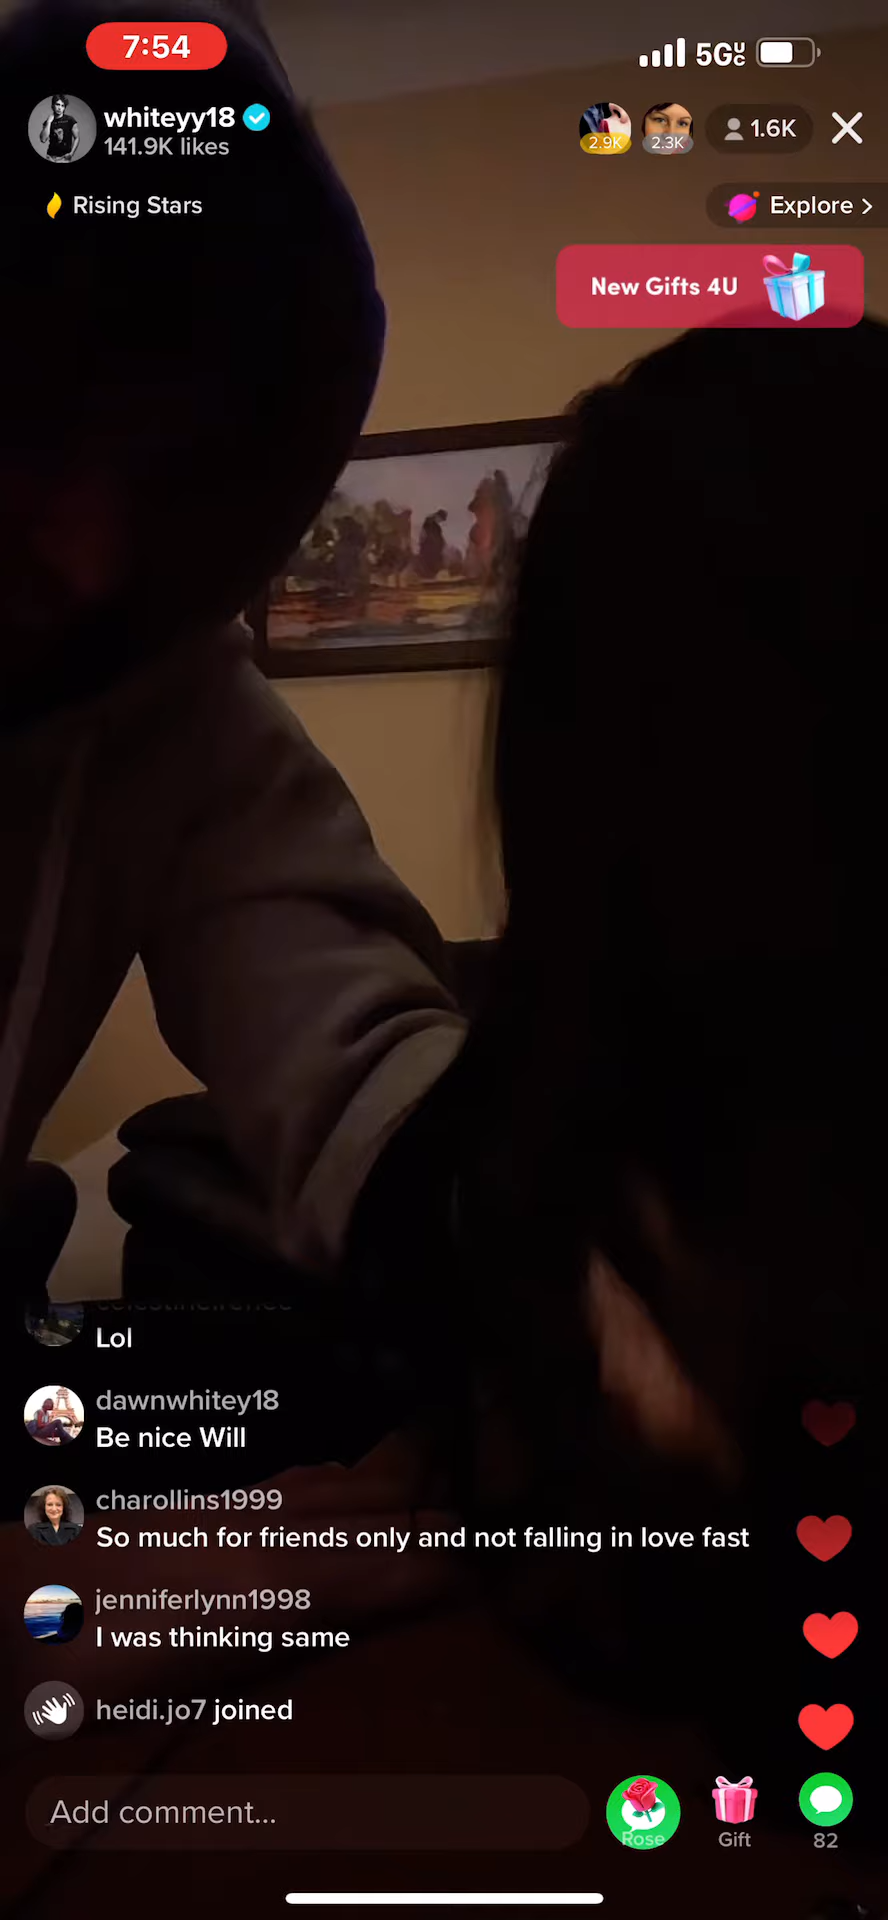 7:54
5G UC
whiteyy18
141.9K likes
2.9K
2.3K
1.6K
Rising Stars
Explore >
New Gifts 4U
Lol
dawnwhitey18
Be nice Will
charollins1999
So much for friends only and not falling in love fast
jenniferlynn1998
I was thinking same
heidi.jo7 joined
Add comment...
Rose
Gift
82